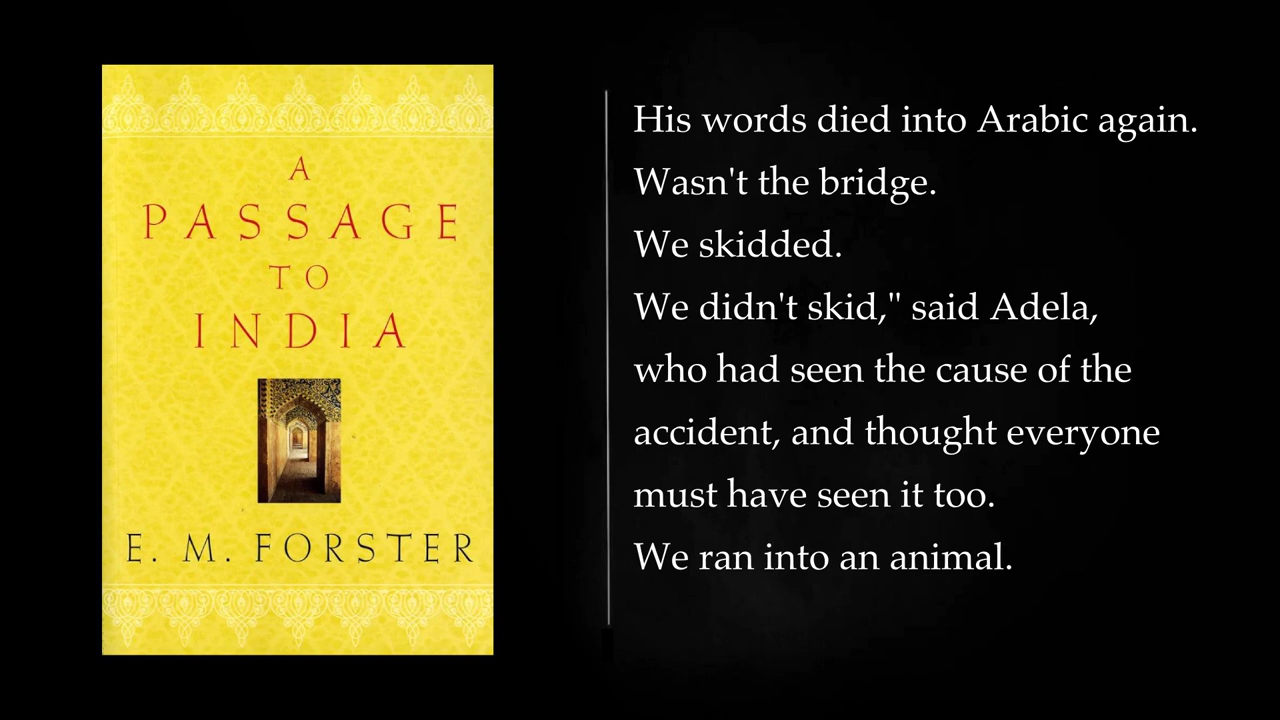 A
PASSAGE
TO
INDIA
E. M. FORSTER
His words died into Arabic again.
Wasn't the bridge.
We skidded.
We didn't skid," said Adela,
who had seen the cause of the
accident, and thought everyone
must have seen it too.
We ran into an animal.